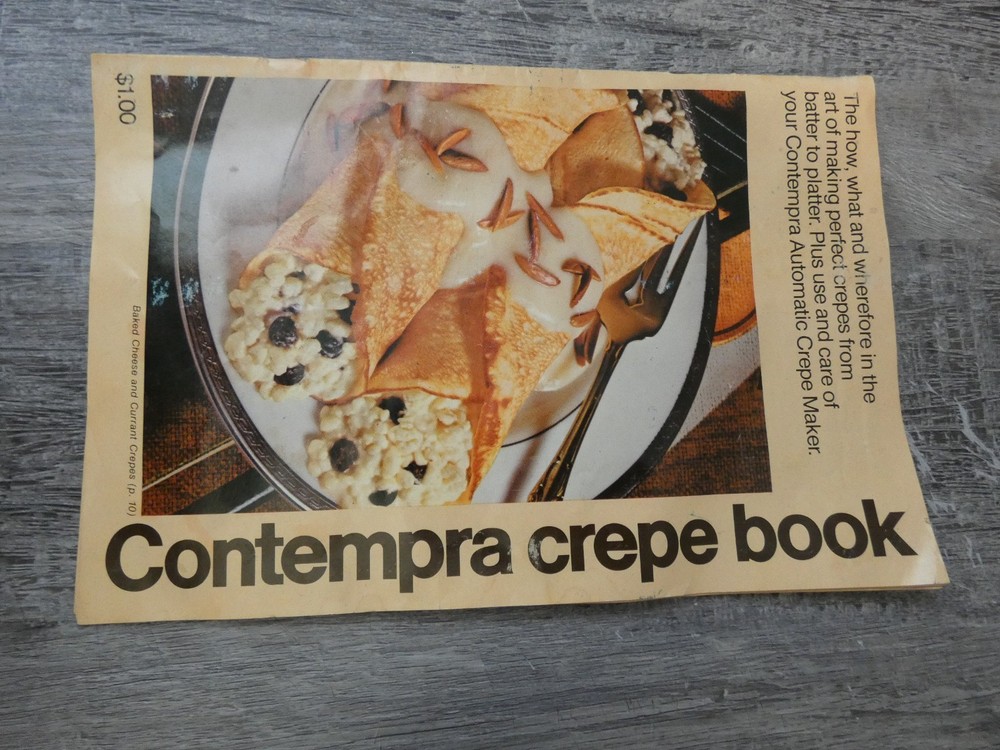 Contempra crepe book
The how, what and wherefore in the
art of making perfect crepes from
batter to platter. Plus use and care of
your Contempra Automatic Crepe Maker.
Baked Cheese and Currant Crepes (p. 10)
$1.00